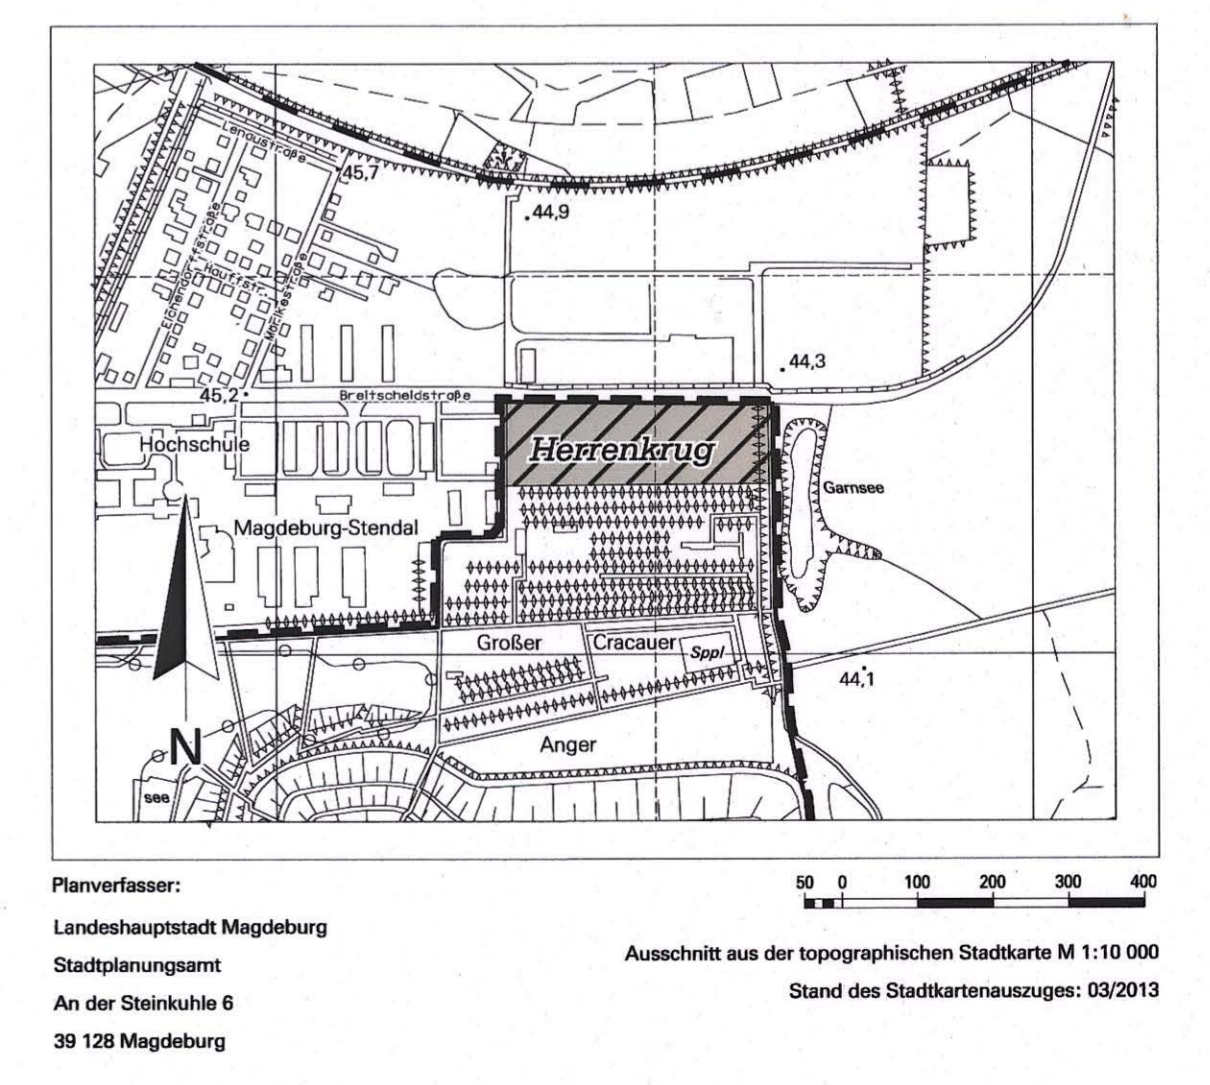 Lenaustraße
45,7
44,9
Eichendorffstraße
Hauffstr.
Mörikestraße
44,3
45,2
Breitscheidstraße
Hochschule
Herrenkrug
Garnsee
Magdeburg-Stendal
Großer Cracauer
Sppl
44,1
Anger
N
see
Planverfasser:
Landeshauptstadt Magdeburg
Stadtplanungsamt
An der Steinkuhle 6
39 128 Magdeburg
50 0 100 200 300 400
Ausschnitt aus der topographischen Stadtkarte M 1:10 000
Stand des Stadtkartenauszuges: 03/2013